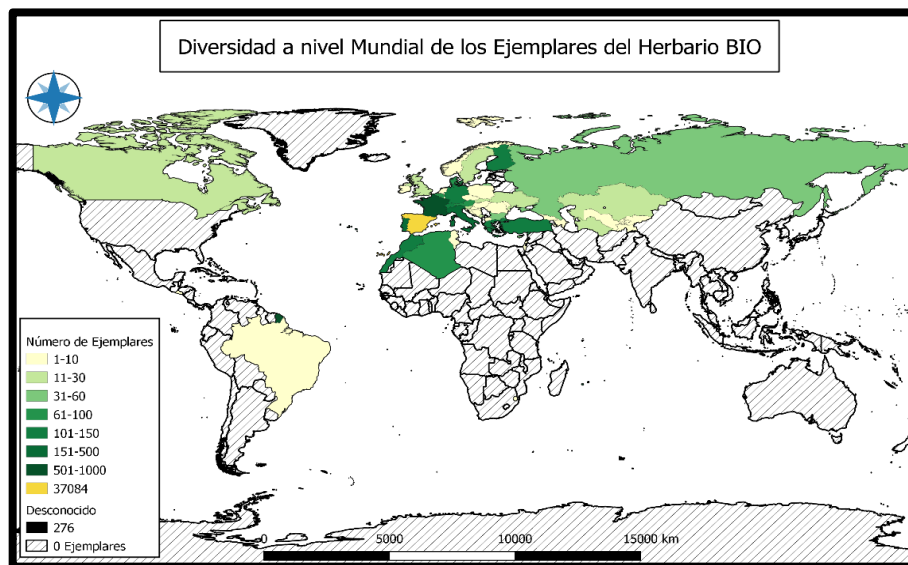 Diversidad a nivel Mundial de los Ejemplares del Herbario BIO
Número de Ejemplares
1-10
11-30
31-60
61-100
101-150
151-500
501-1000
37084
Desconocido
276
0 Ejemplares
0 5000 10000 15000 km